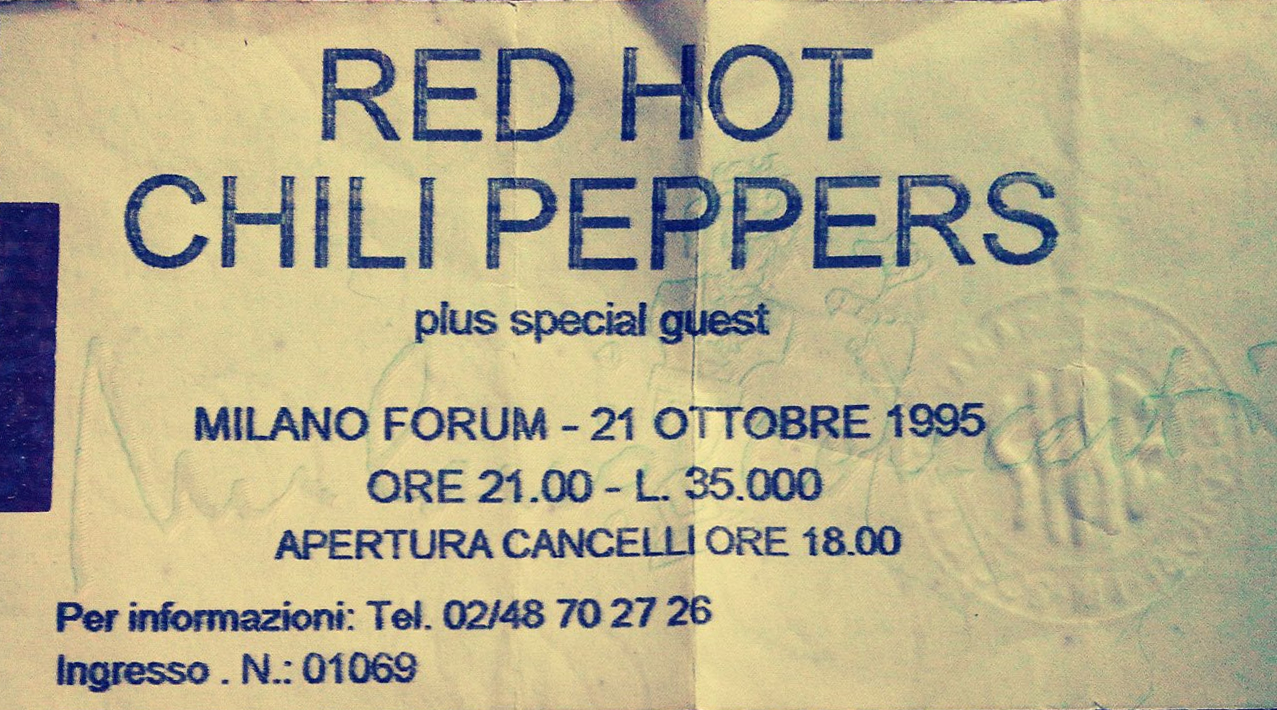 RED HOT
CHILI PEPPERS
plus special guest
MILANO FORUM - 21 OTTOBRE 1995
ORE 21.00 - L. 35.000
APERTURA CANCELLI ORE 18.00
Per informazioni: Tel. 02/48 70 27 26
Ingresso . N.: 01069